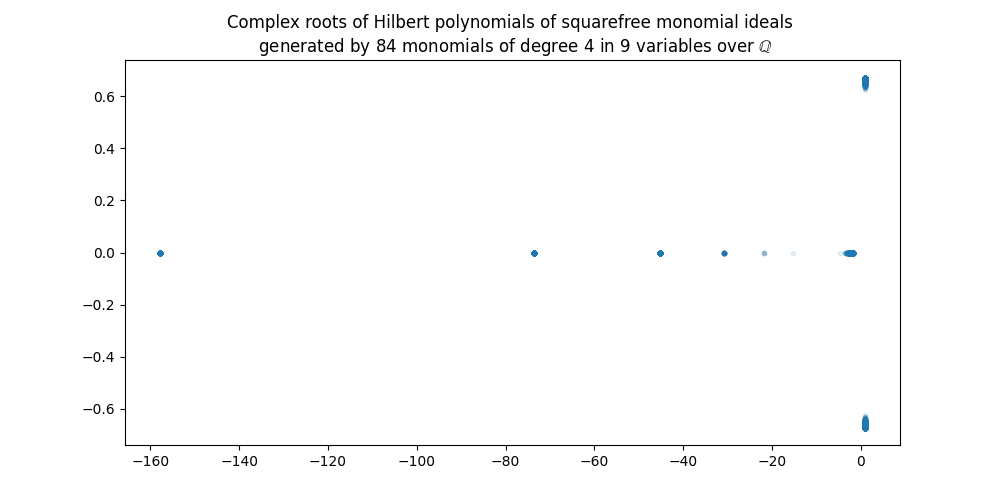 Complex roots of Hilbert polynomials of squarefree monomial ideals
generated by 84 monomials of degree 4 in 9 variables over ℚ
0.6
0.4
0.2
0.0
−0.2
−0.4
−0.6
−160 −140 −120 −100 −80 −60 −40 −20 0